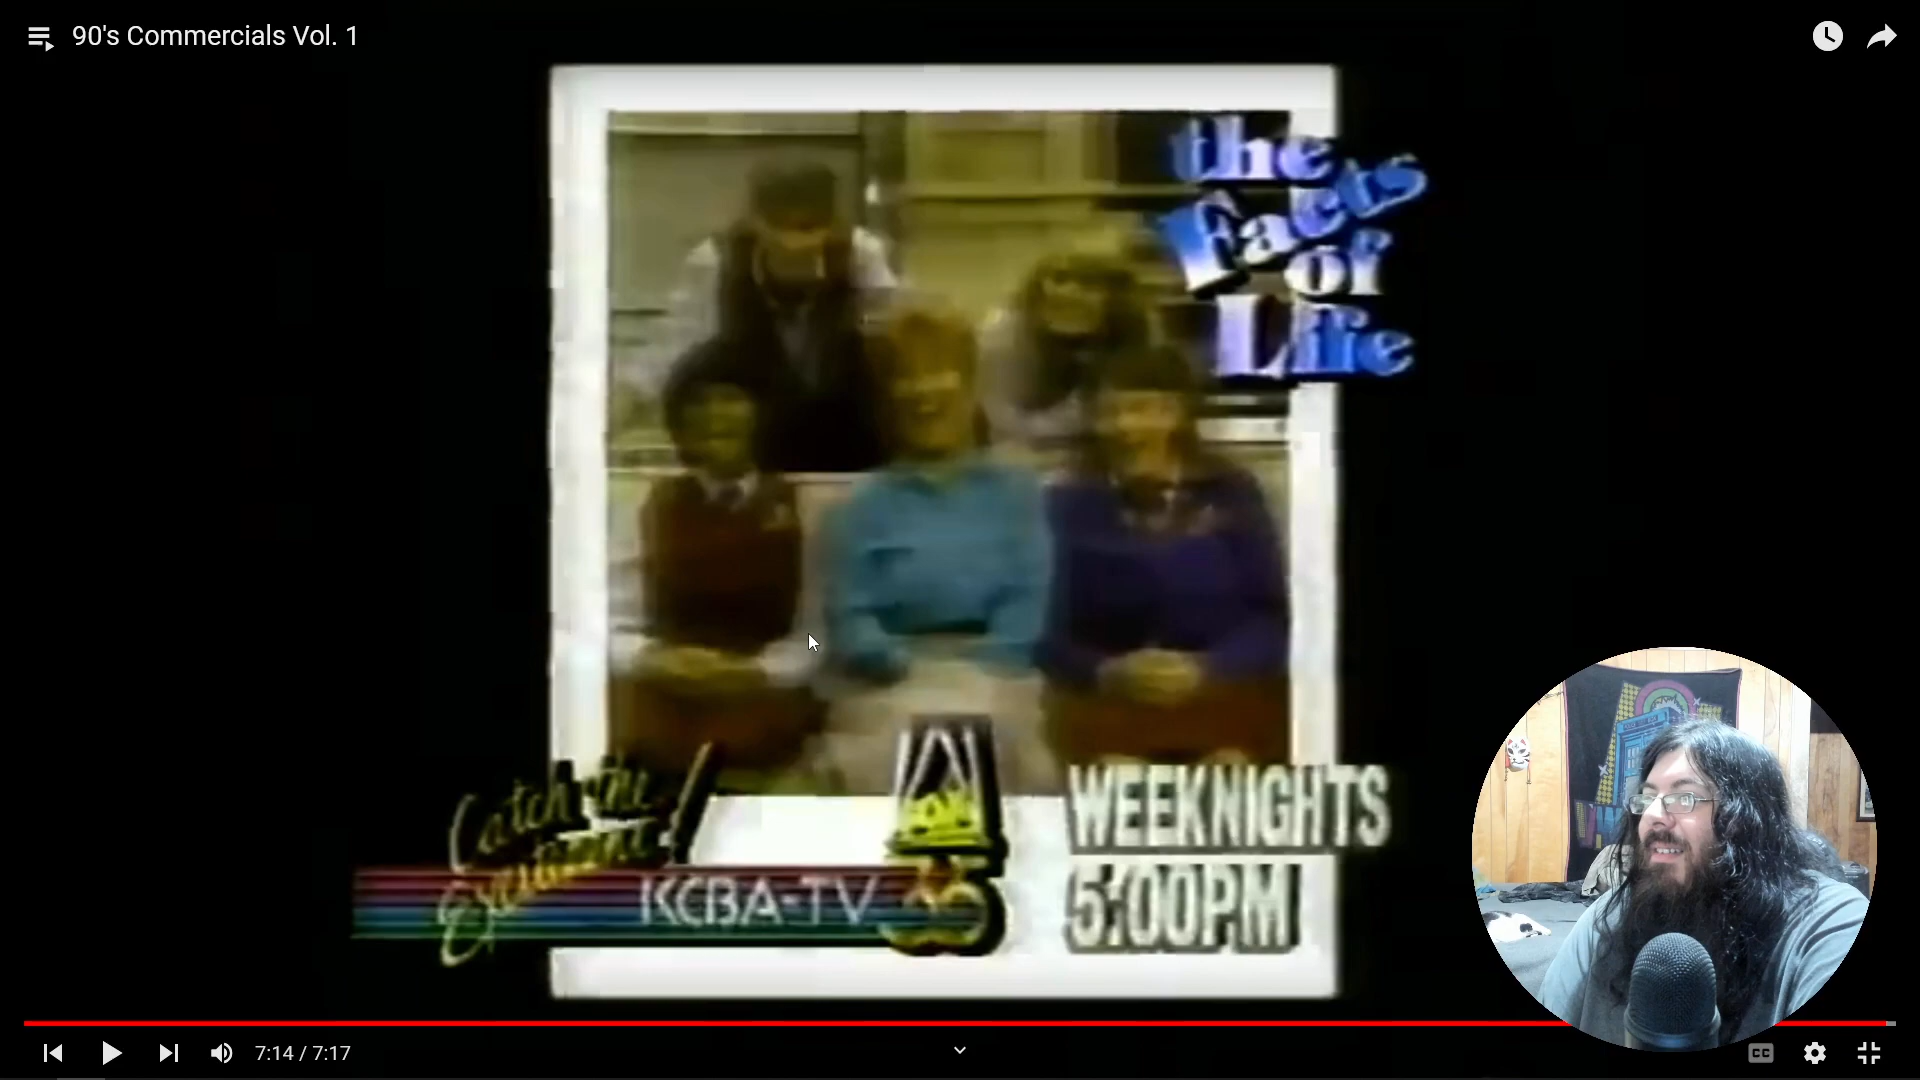 90's Commercials Vol. 1
the
Facts
of
Life
Catch the
Excitement!
FOX
KCBA-TV 35
WEEKNIGHTS
5:00PM
7:14 / 7:17
CC